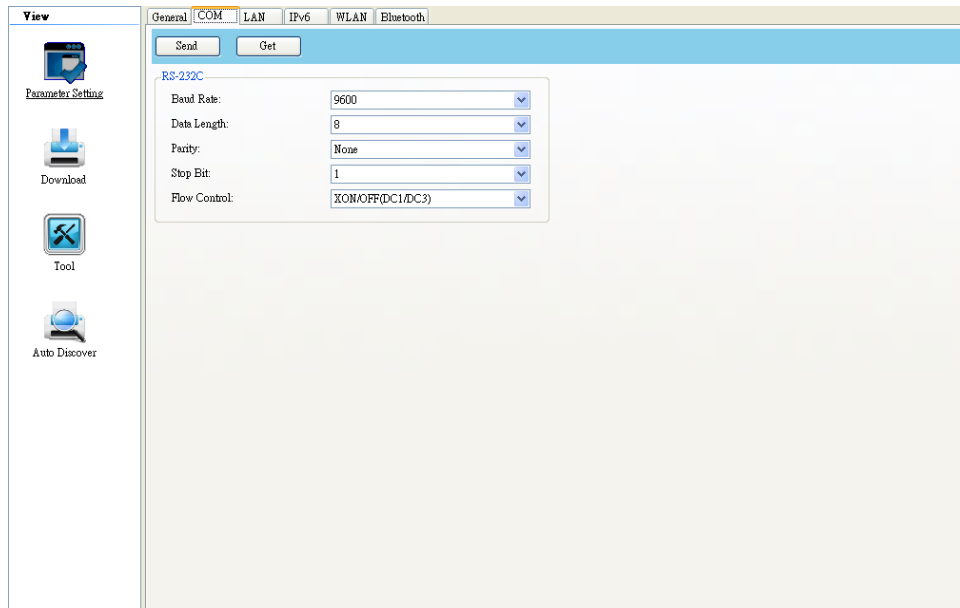 View
Parameter Setting
Download
Tool
Auto Discover
General COM LAN IPv6 WLAN Bluetooth
Send Get
RS-232C
Baud Rate: 9600
Data Length: 8
Parity: None
Stop Bit: 1
Flow Control: XON/OFF(DC1/DC3)